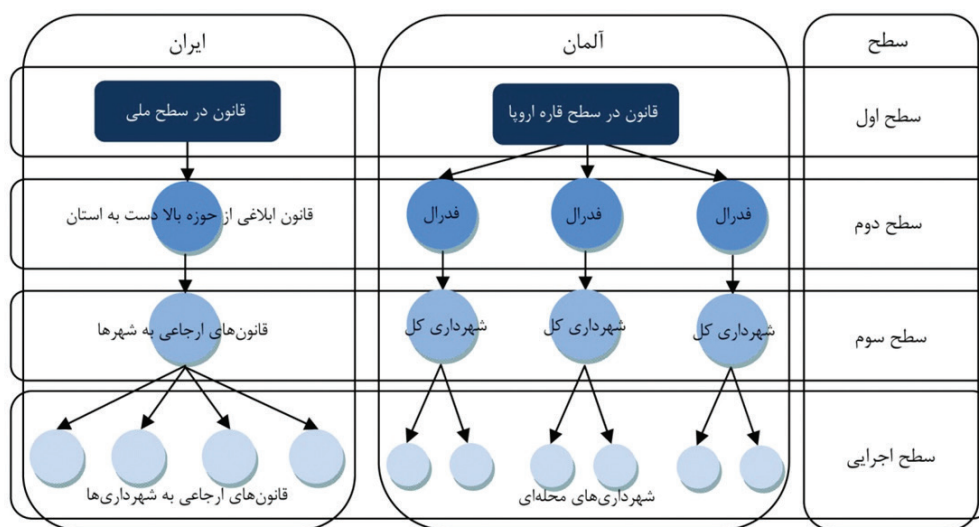 سطح
آلمان
ایران
سطح اول
قانون در سطح قاره اروپا
قانون در سطح ملی
سطح دوم
فدرال
فدرال
فدرال
قانون ابلاغی از حوزه بالا دست به استان
سطح سوم
شهرداری کل
شهرداری کل
شهرداری کل
قانون‌های ارجاعی به شهرها
سطح اجرایی
شهرداری‌های محله‌ای
قانون‌های ارجاعی به شهرداری‌ها